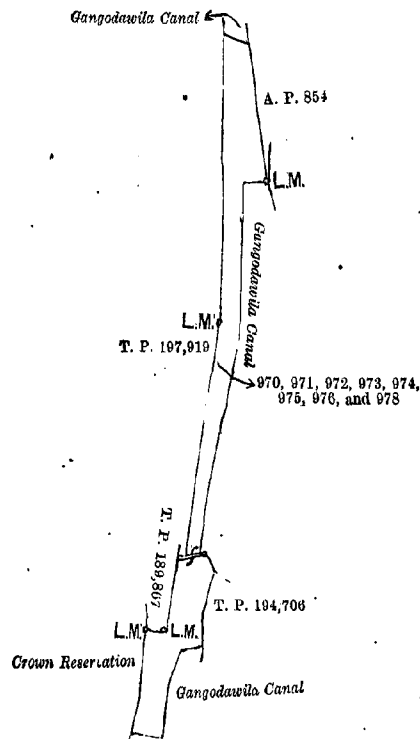 Gangodawila Canal
A. P. 854
L.M.
Gangodawila Canal
L.M.
T. P. 197,919
970, 971, 972, 973, 974,
975, 976, and 978
T. P. 189,867
T. P. 194,706
L.M.
L.M.
Crown Reservation
Gangodawila Canal